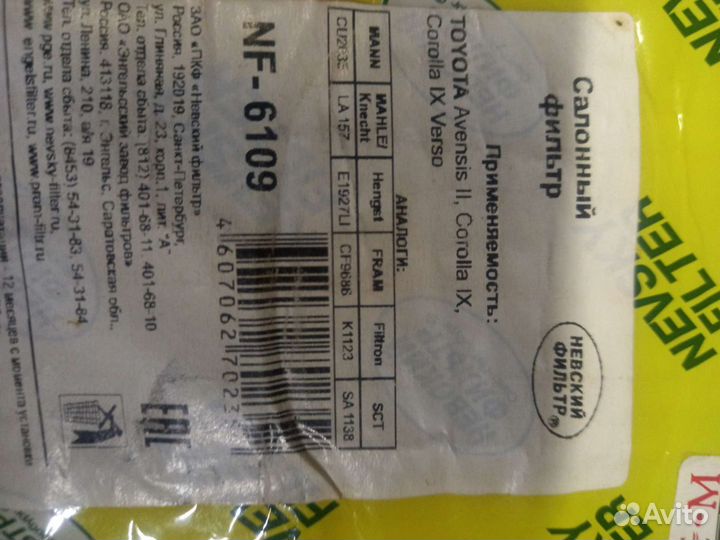 Салонный
фильтр
НЕВСКИЙ
ФИЛЬТР®
Применяемость:
TOYOTA Avensis II, Corolla IX,
Corolla IX Verso
АНАЛОГИ:
MANN MAHLE/Knecht Hengst FRAM Filtron SCT
CU2035 LA 157 E1927LI CF9686 K1123 SA 1138
NF-6109
4 607062 17023
ЗАО «ПКФ «Невский фильтр»
Россия, 192019, Санкт-Петербург,
ул. Глиняная, д. 23, корп.1, лит. "А"
Тел. отдела сбыта: (812) 401-68-11, 401-68-10
ОАО «Энгельсский завод фильтров»
Россия, 413118, г. Энгельс, Саратовская обл.,
ул. Ленина, 210, а/я 19
Тел. отдела сбыта: (8453) 54-31-83, 54-31-84
www.pge.ru, www.nevsky-filter.ru,
www.engelsfilter.ru, www.prom-filtr.ru
12 месяцев с момента установки
EAC
NEVSKY
FILTER
Avito